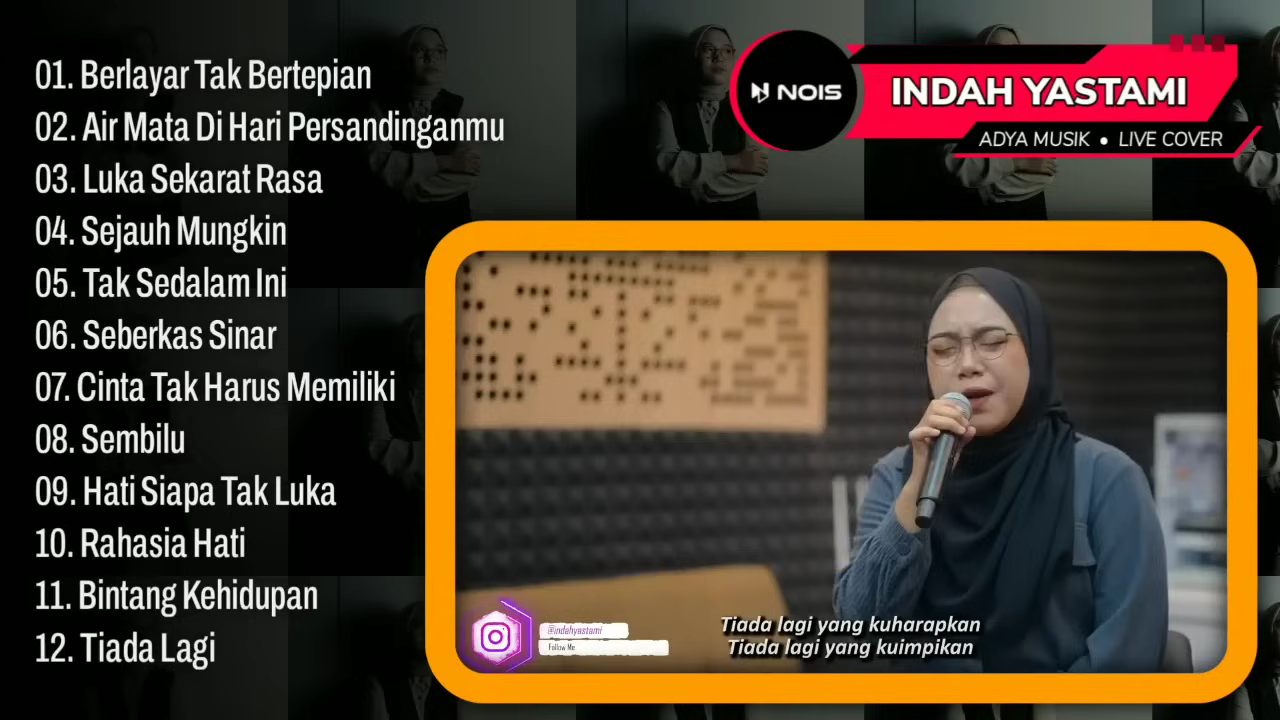 01. Berlayar Tak Bertepian
02. Air Mata Di Hari Persandinganmu
03. Luka Sekarat Rasa
04. Sejauh Mungkin
05. Tak Sedalam Ini
06. Seberkas Sinar
07. Cinta Tak Harus Memiliki
08. Sembilu
09. Hati Siapa Tak Luka
10. Rahasia Hati
11. Bintang Kehidupan
12. Tiada Lagi
NOIS
INDAH YASTAMI
ADYA MUSIK • LIVE COVER
@indahyastami
Follow Me
Tiada lagi yang kuharapkan
Tiada lagi yang kuimpikan